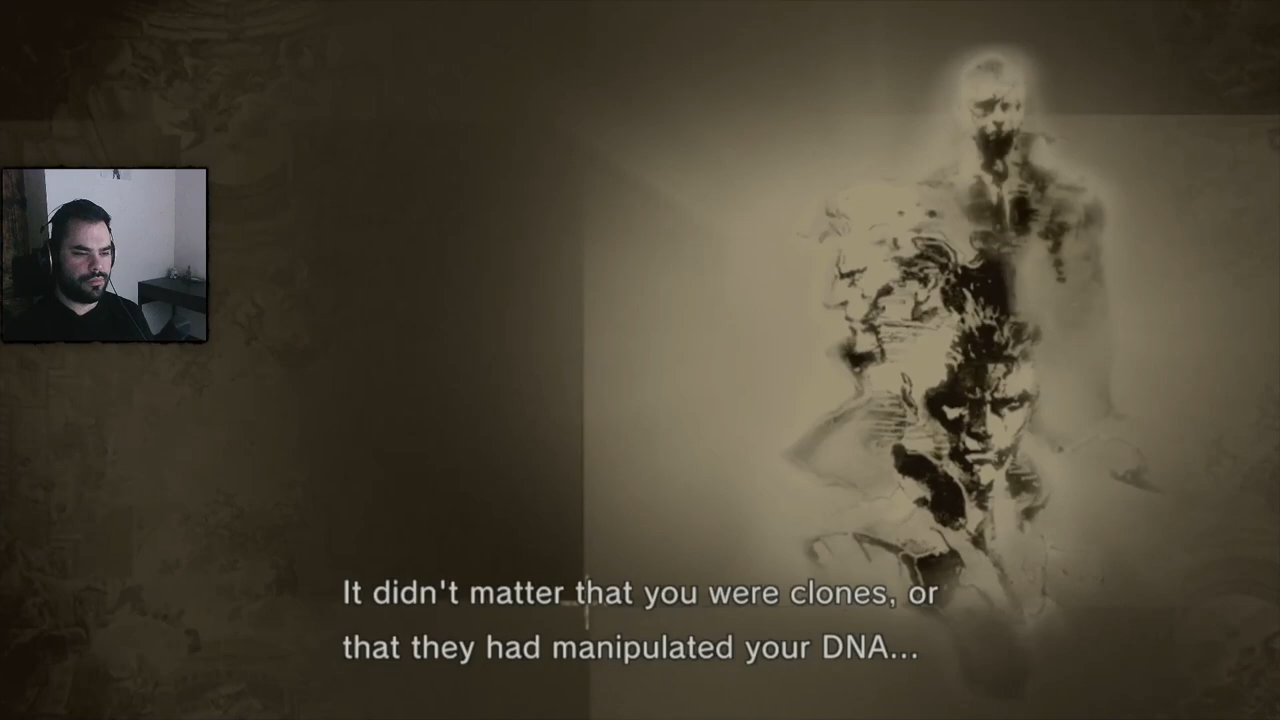 It didn't matter that you were clones, or
that they had manipulated your DNA...